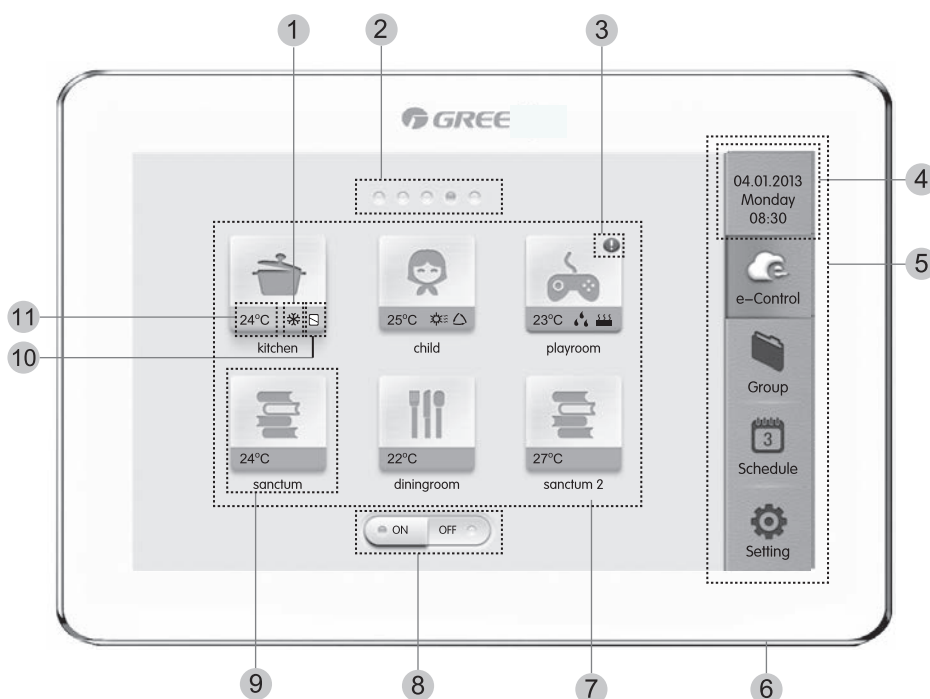 1 2 3
GREE
04.01.2013
Monday
08:30
4
5
e-Control
24°C
kitchen
25°C
child
23°C
playroom
11
10
Group
3
Schedule
24°C
sanctum
22°C
diningroom
27°C
sanctum 2
ON OFF
Setting
9 8 7 6